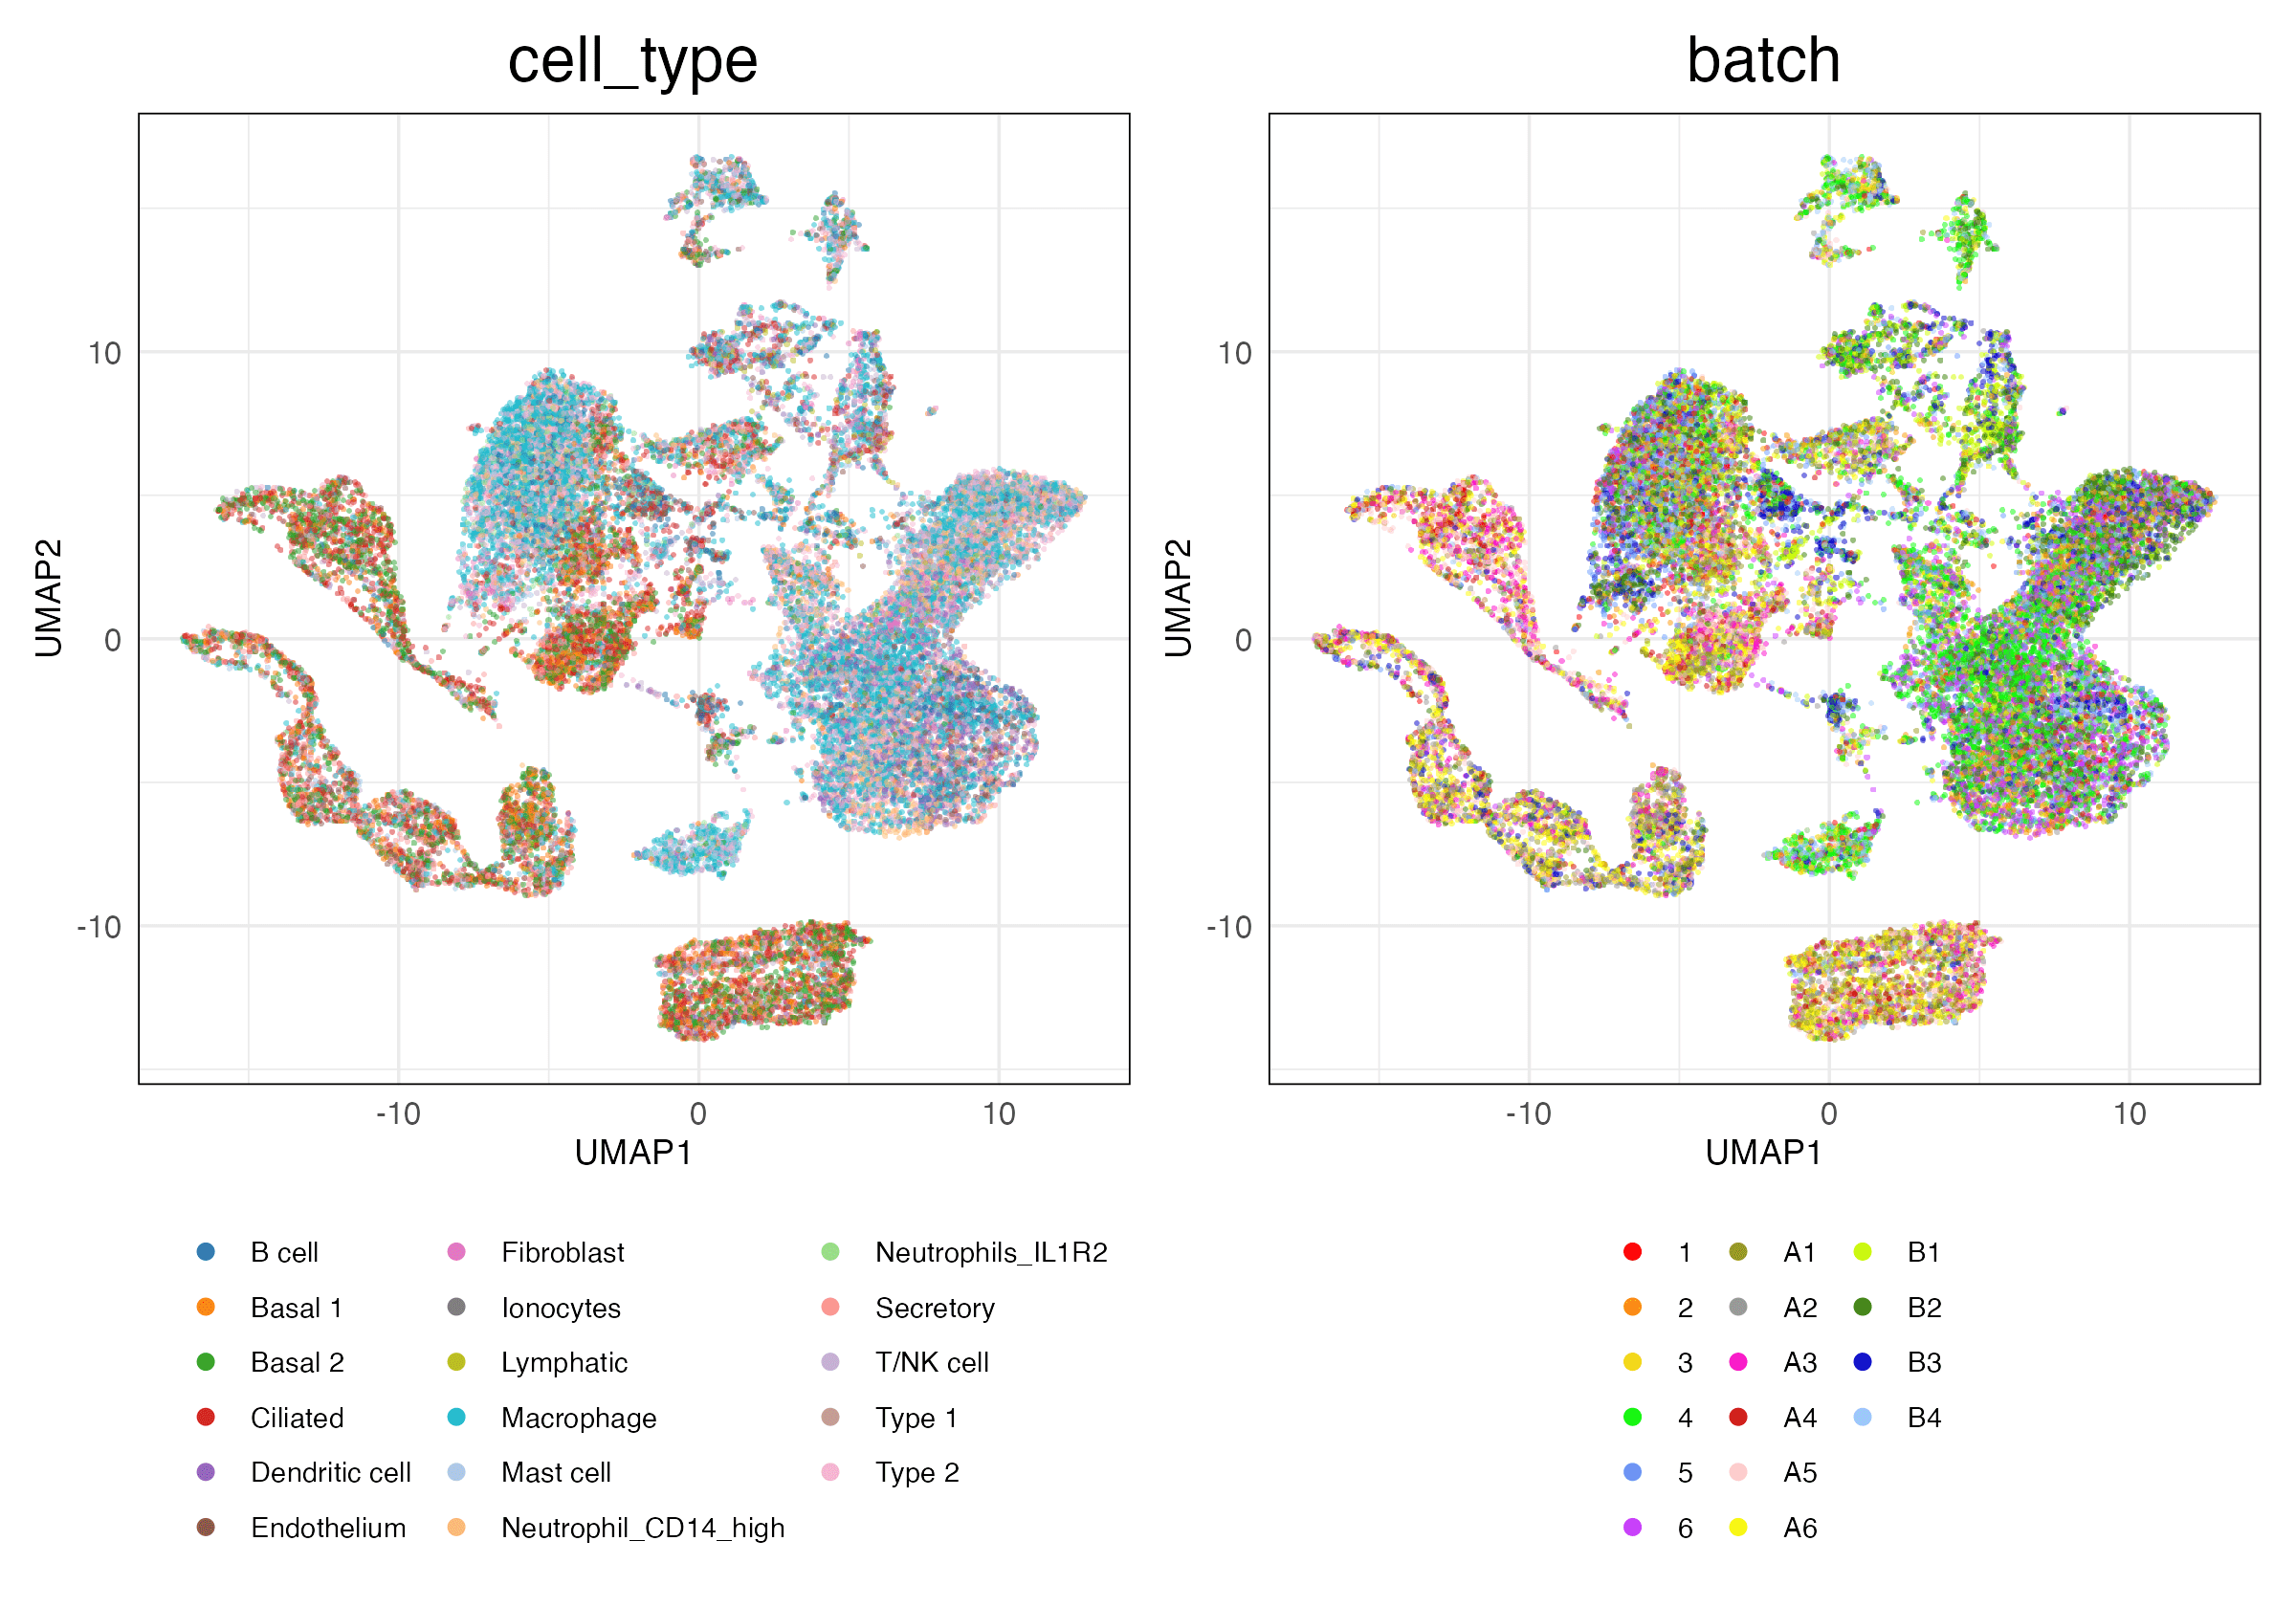 cell_type
batch
10
0
-10
UMAP2
-10
0
10
UMAP1
10
0
-10
UMAP2
-10
0
10
UMAP1
B cell
Basal 1
Basal 2
Ciliated
Dendritic cell
Endothelium
Fibroblast
Ionocytes
Lymphatic
Macrophage
Mast cell
Neutrophil_CD14_high
Neutrophils_IL1R2
Secretory
T/NK cell
Type 1
Type 2
1
2
3
4
5
6
A1
A2
A3
A4
A5
A6
B1
B2
B3
B4